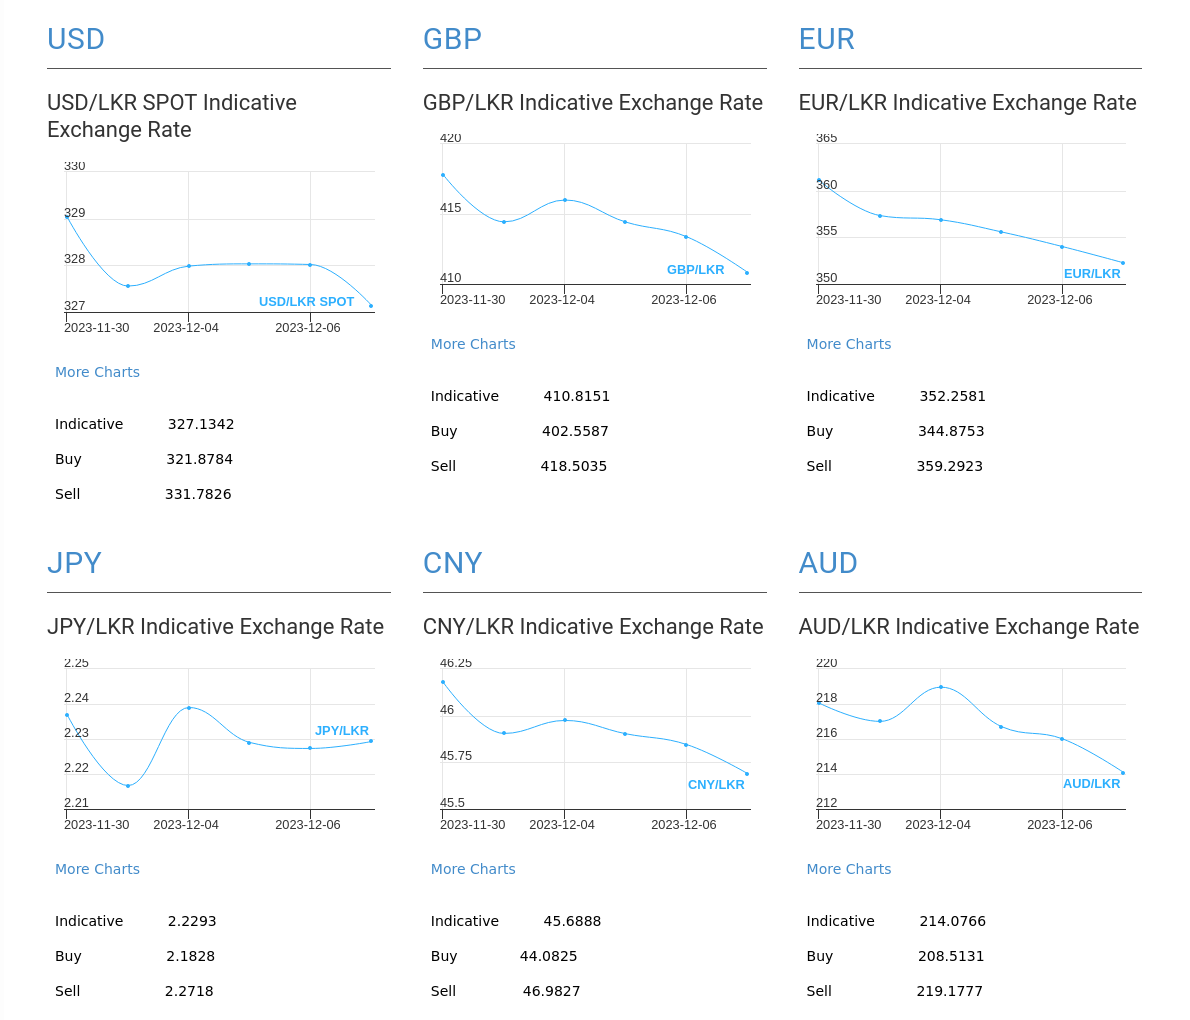 USD
USD/LKR SPOT Indicative
Exchange Rate
330
329
328
327
USD/LKR SPOT
2023-11-30 2023-12-04 2023-12-06
More Charts
Indicative 327.1342
Buy 321.8784
Sell 331.7826
GBP
GBP/LKR Indicative Exchange Rate
420
415
410
GBP/LKR
2023-11-30 2023-12-04 2023-12-06
More Charts
Indicative 410.8151
Buy 402.5587
Sell 418.5035
EUR
EUR/LKR Indicative Exchange Rate
365
360
355
350
EUR/LKR
2023-11-30 2023-12-04 2023-12-06
More Charts
Indicative 352.2581
Buy 344.8753
Sell 359.2923
JPY
JPY/LKR Indicative Exchange Rate
2.25
2.24
2.23
2.22
2.21
JPY/LKR
2023-11-30 2023-12-04 2023-12-06
More Charts
Indicative 2.2293
Buy 2.1828
Sell 2.2718
CNY
CNY/LKR Indicative Exchange Rate
46.25
46
45.75
45.5
CNY/LKR
2023-11-30 2023-12-04 2023-12-06
More Charts
Indicative 45.6888
Buy 44.0825
Sell 46.9827
AUD
AUD/LKR Indicative Exchange Rate
220
218
216
214
212
AUD/LKR
2023-11-30 2023-12-04 2023-12-06
More Charts
Indicative 214.0766
Buy 208.5131
Sell 219.1777